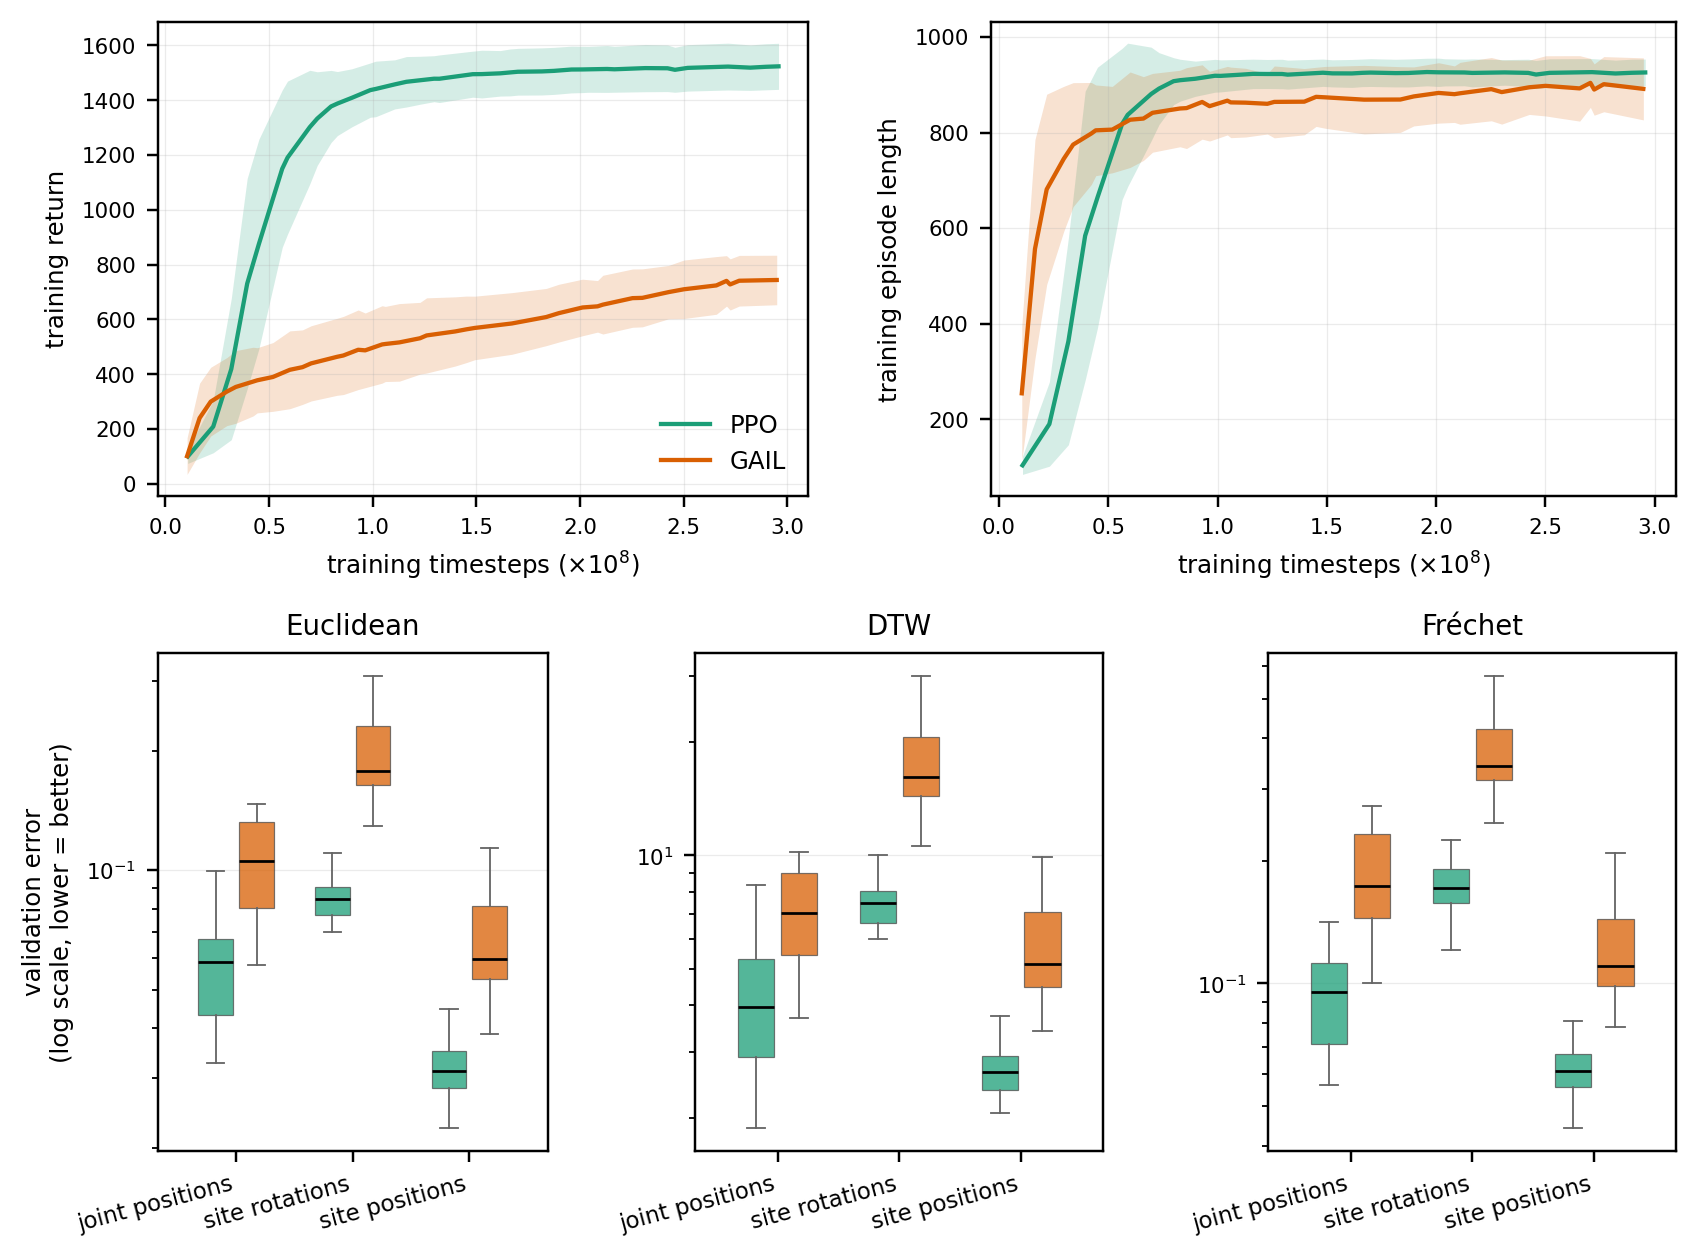 1600
1400
1200
1000
800
600
400
200
0
training return
0.0 0.5 1.0 1.5 2.0 2.5 3.0
training timesteps (×10⁸)
PPO
GAIL
1000
800
600
400
200
training episode length
0.0 0.5 1.0 1.5 2.0 2.5 3.0
training timesteps (×10⁸)
Euclidean
validation error
(log scale, lower = better)
10⁻¹
joint positions
site rotations
site positions
DTW
10¹
joint positions
site rotations
site positions
Fréchet
10⁻¹
joint positions
site rotations
site positions